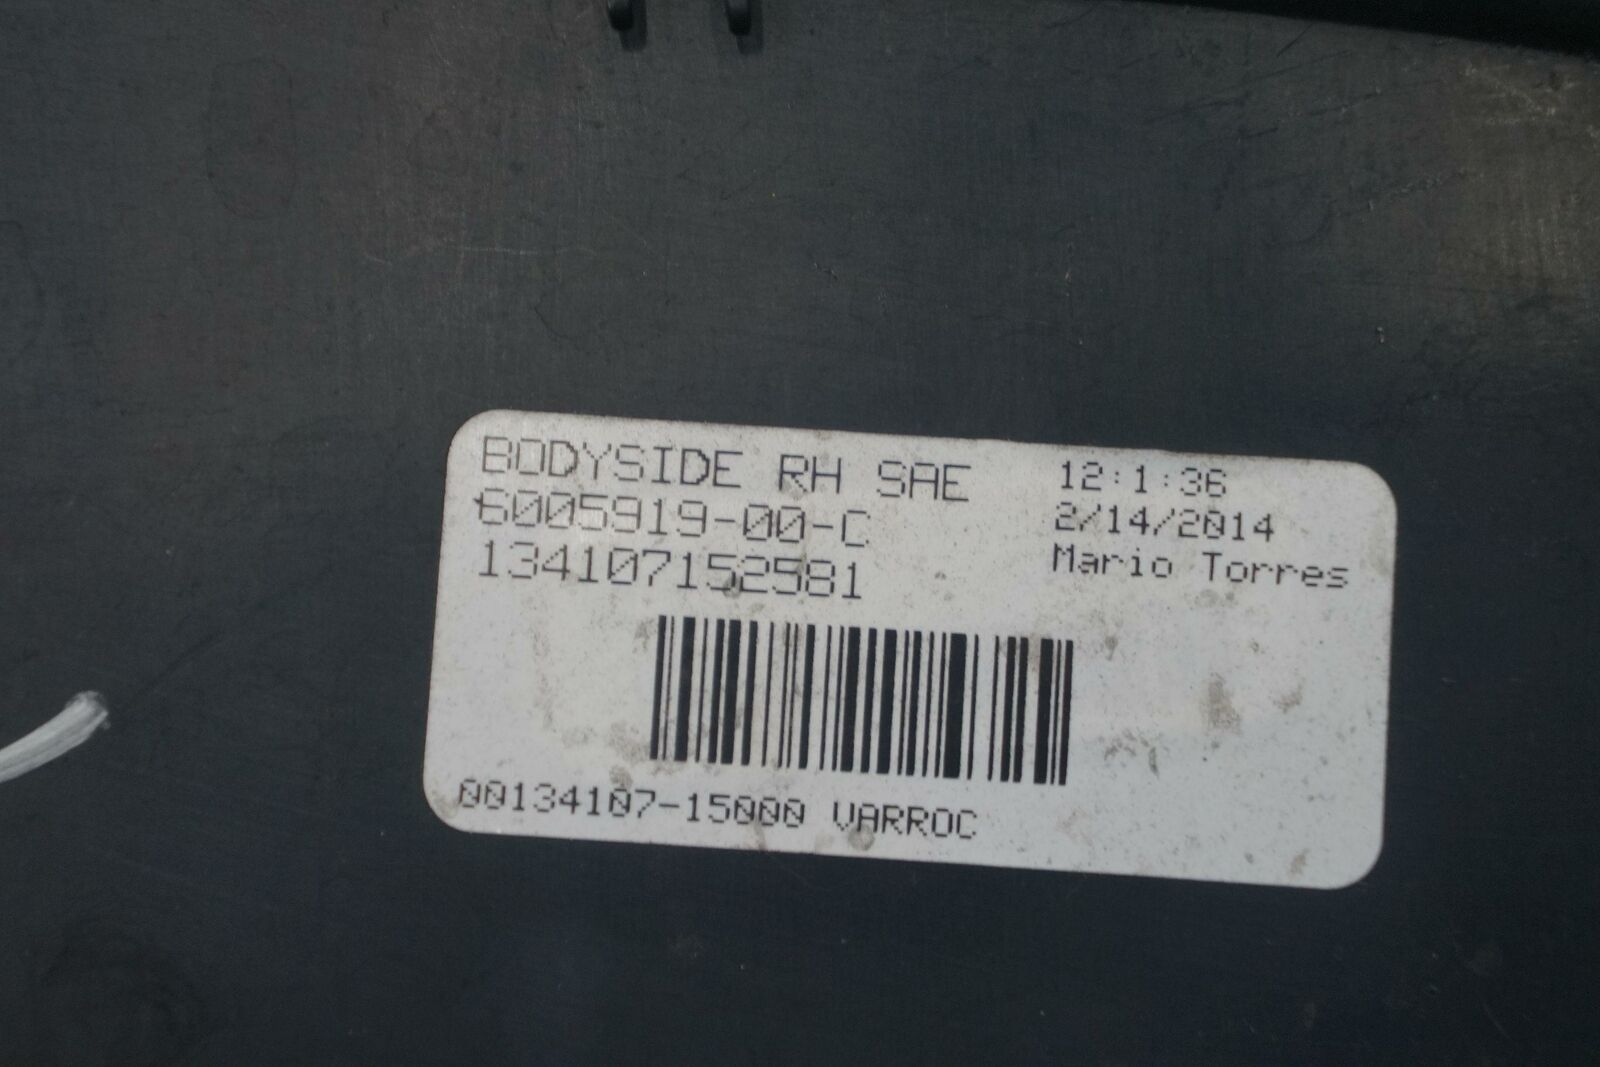 BODYSIDE RH SAE
6005919-00-C
134107152581
12:1:36
2/14/2014
Mario Torres
00134107-15000 VARROC